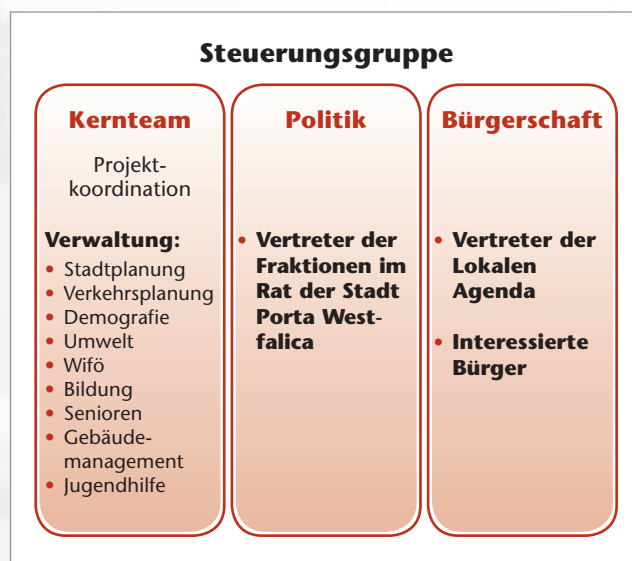 Steuerungsgruppe
Kernteam
Projekt-
koordination
Verwaltung:
• Stadtplanung
• Verkehrsplanung
• Demografie
• Umwelt
• Wifö
• Bildung
• Senioren
• Gebäude-
management
• Jugendhilfe
Politik
• Vertreter der
Fraktionen im
Rat der Stadt
Porta West-
falica
Bürgerschaft
• Vertreter der
Lokalen
Agenda
• Interessierte
Bürger